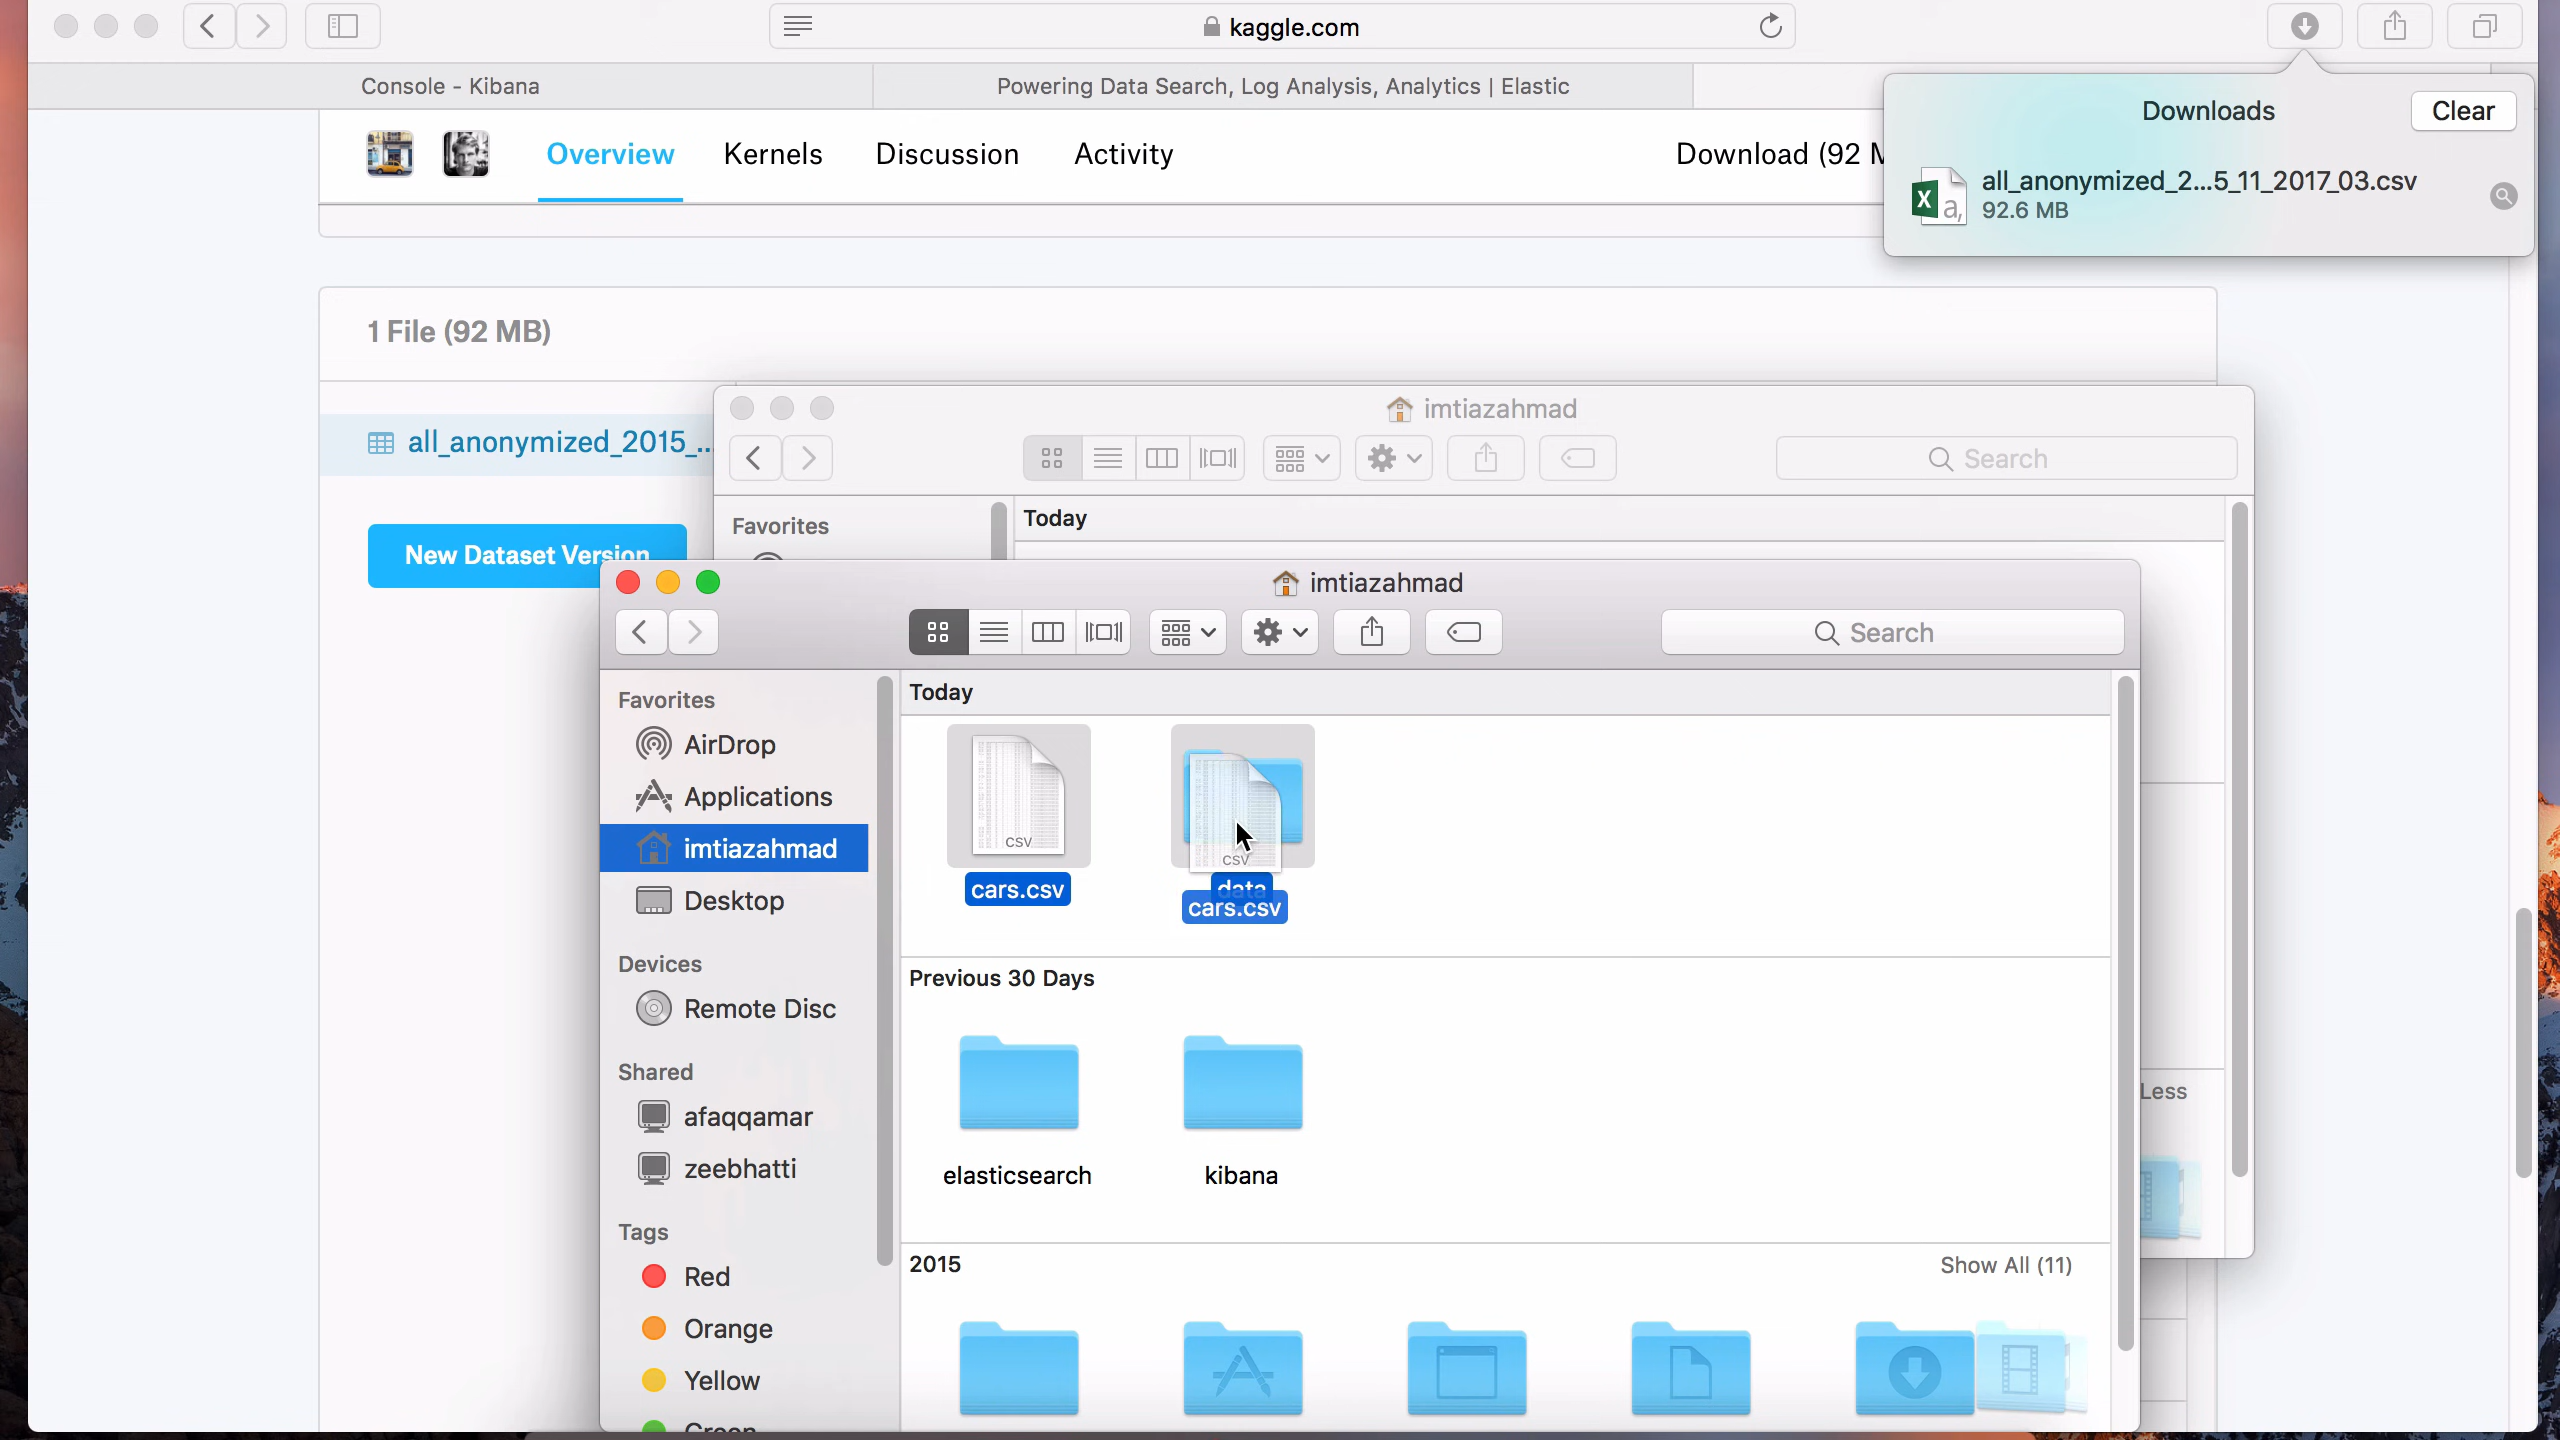 kaggle.com
Console - Kibana
Powering Data Search, Log Analysis, Analytics | Elastic
Downloads
Clear
all_anonymized_2...5_11_2017_03.csv
92.6 MB
Overview
Kernels
Discussion
Activity
Download (92 M
1 File (92 MB)
all_anonymized_2015_...
New Dataset Version
imtiazahmad
Search
Favorites
Today
Less
imtiazahmad
Search
Favorites
AirDrop
Applications
imtiazahmad
Desktop
Devices
Remote Disc
Shared
afaqqamar
zeebhatti
Tags
Red
Orange
Yellow
Green
Today
CSV
cars.csv
CSV
data
cars.csv
Previous 30 Days
elasticsearch
kibana
2015
Show All (11)